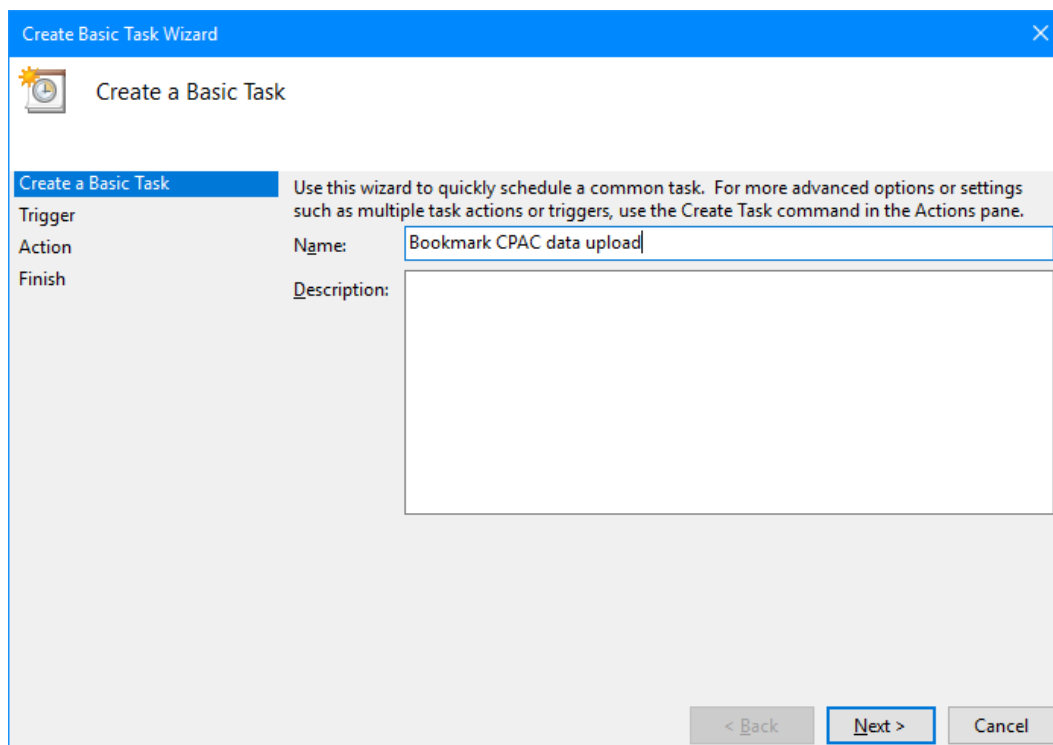 Create Basic Task Wizard
Create a Basic Task
Create a Basic Task
Trigger
Action
Finish
Use this wizard to quickly schedule a common task.  For more advanced options or settings
such as multiple task actions or triggers, use the Create Task command in the Actions pane.
Name:
Bookmark CPAC data upload
Description:
< Back
Next >
Cancel